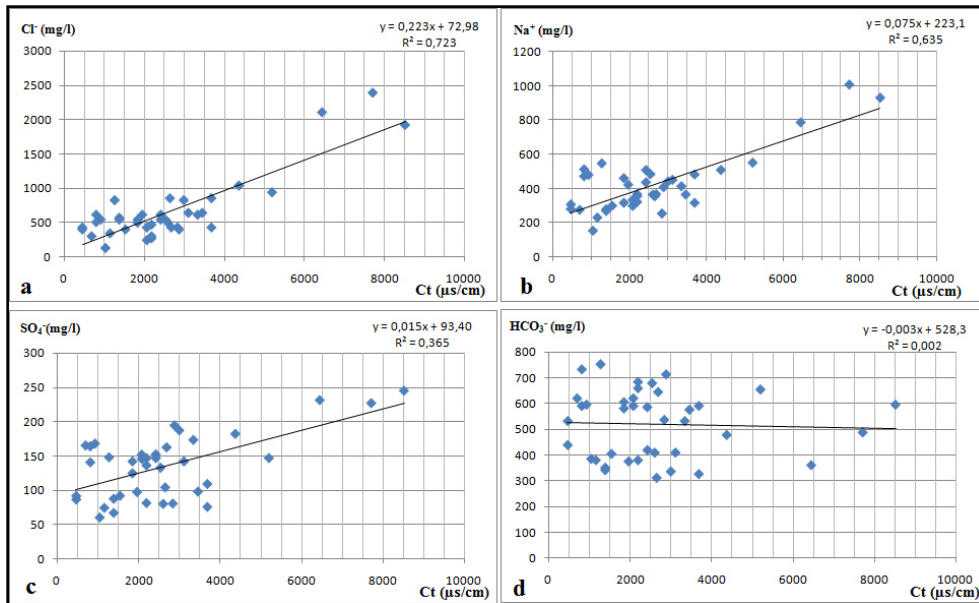 Cl⁻ (mg/l)
y = 0,223x + 72,98
R² = 0,723
3000
2500
2000
1500
1000
500
0
0 2000 4000 6000 8000 10000
a
Ct (µs/cm)
Na⁺ (mg/l)
y = 0,075x + 223,1
R² = 0,635
1200
1000
800
600
400
200
0
0 2000 4000 6000 8000 10000
b
Ct (µs/cm)
SO₄⁻(mg/l)
y = 0,015x + 93,40
R² = 0,365
300
250
200
150
100
50
0
0 2000 4000 6000 8000 10000
c
Ct (µs/cm)
HCO₃⁻ (mg/l)
y = -0,003x + 528,3
R² = 0,002
800
700
600
500
400
300
200
100
0
0 2000 4000 6000 8000 10000
d
Ct (µs/cm)